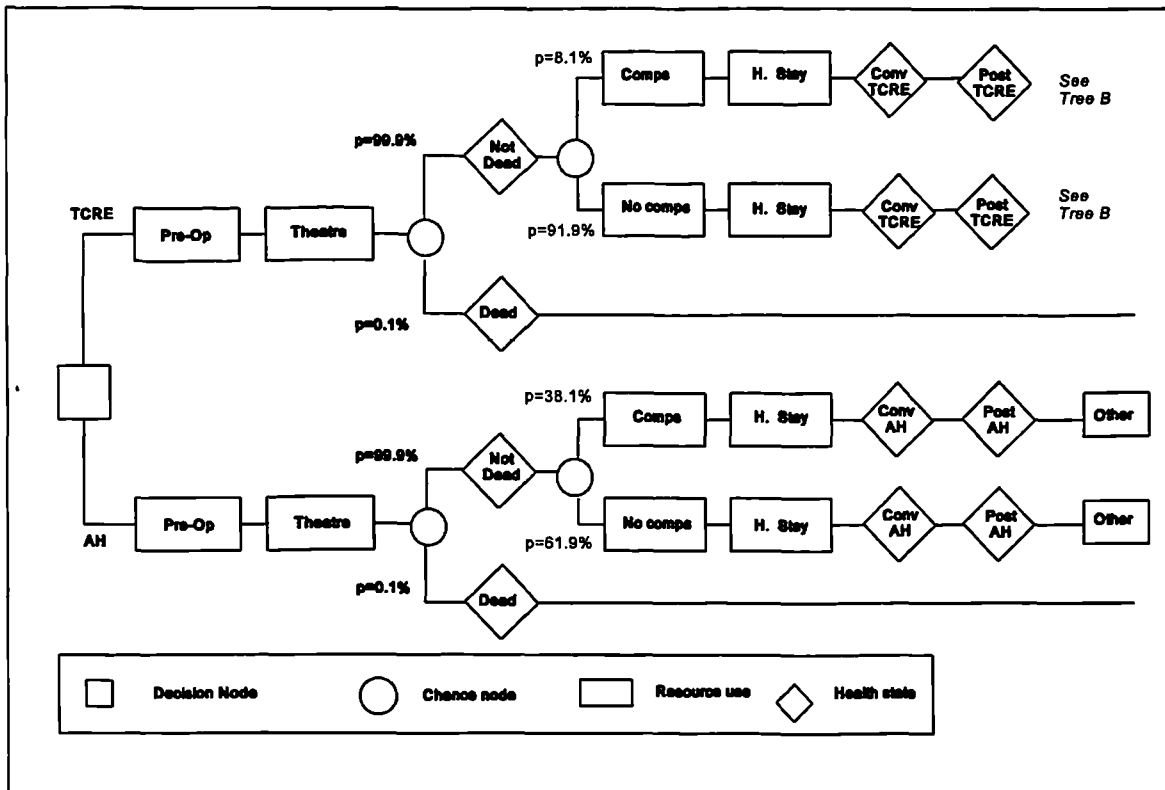 p=8.1%
Comps
H. Stay
Conv
TCRE
Post
TCRE
See
Tree B
p=99.9%
Not
Dead
TCRE
Pre-Op
Theatre
No comps
H. Stay
Conv
TCRE
Post
TCRE
See
Tree B
p=91.9%
p=0.1%
Dead
p=38.1%
Comps
H. Stay
Conv
AH
Post
AH
Other
p=99.9%
Not
Dead
AH
Pre-Op
Theatre
No comps
H. Stay
Conv
AH
Post
AH
Other
p=61.9%
p=0.1%
Dead
Decision Node
Chance node
Resource use
Health state